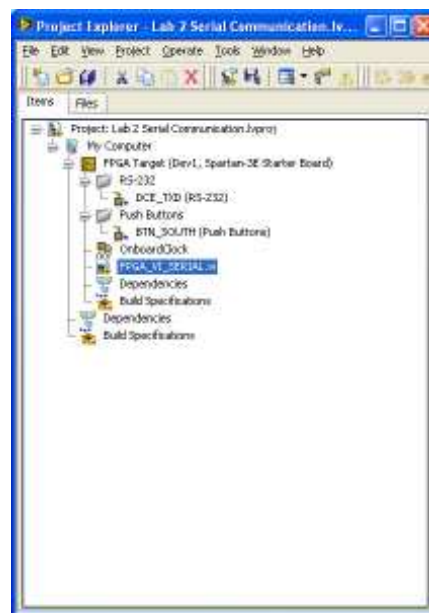 Project Explorer - Lab 2 Serial Communication.lv...
File Edit View Project Operate Tools Window Help
Items Files
Project: Lab 2 Serial Communication.lvproj
My Computer
FPGA Target (Dev1, Spartan-3E Starter Board)
RS-232
DCE_TXD (RS-232)
Push Buttons
BTN_SOUTH (Push Buttons)
OnboardClock
FPGA_VI_SERIAL.vi
Dependencies
Build Specifications
Dependencies
Build Specifications